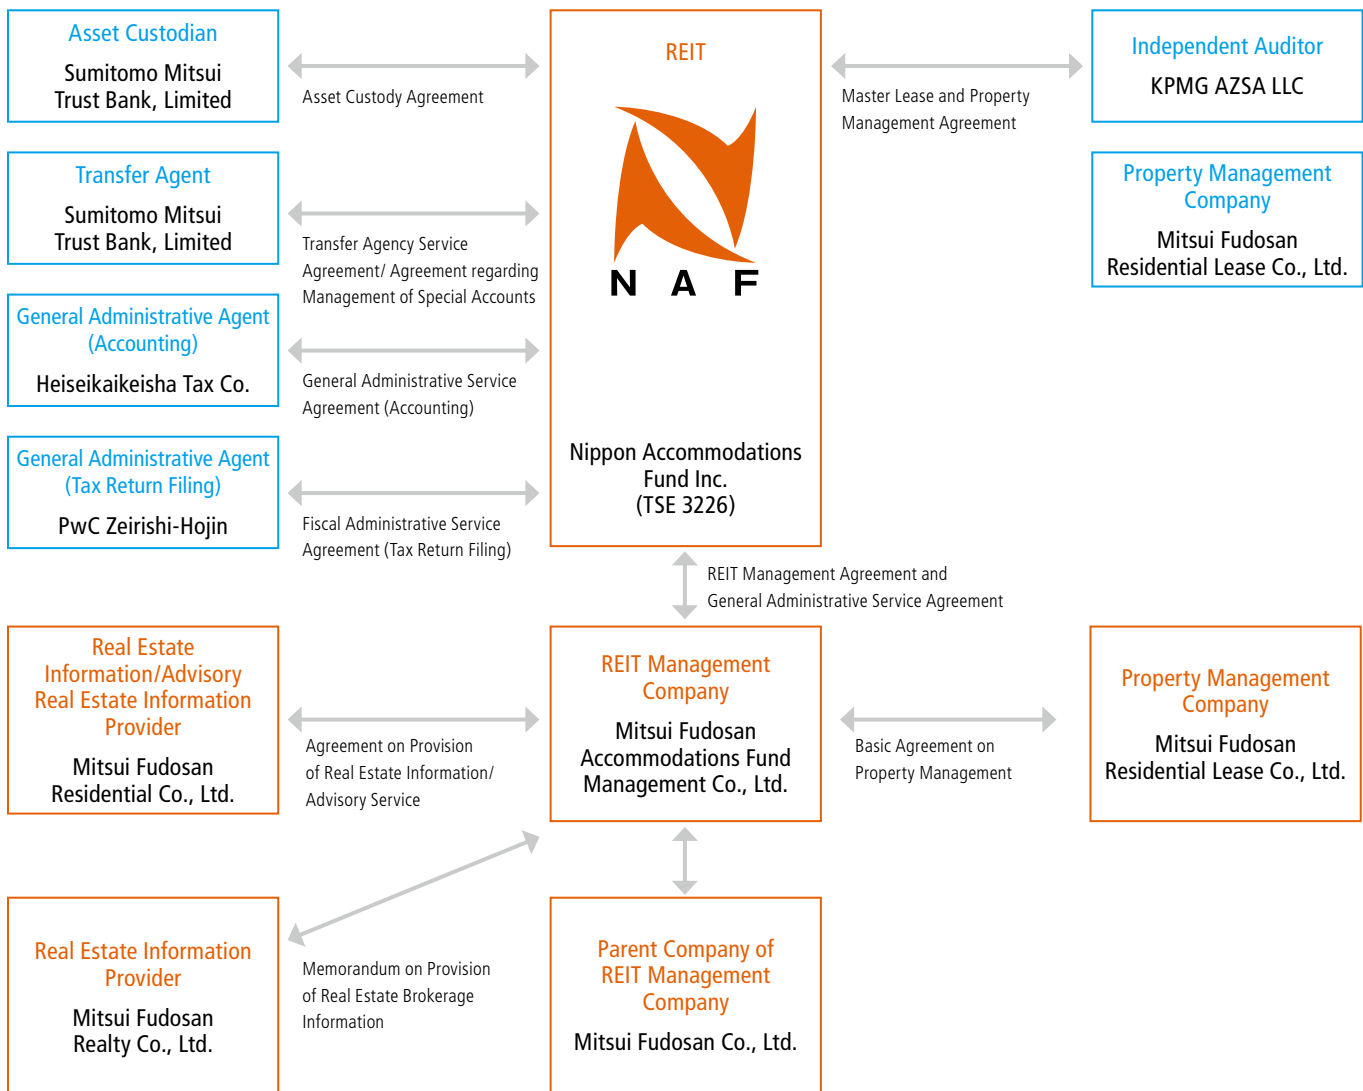 Asset Custodian
Sumitomo Mitsui
Trust Bank, Limited
Asset Custody Agreement
REIT
NAF
Nippon Accommodations
Fund Inc.
(TSE 3226)
Master Lease and Property
Management Agreement
Independent Auditor
KPMG AZSA LLC
Transfer Agent
Sumitomo Mitsui
Trust Bank, Limited
Transfer Agency Service
Agreement/ Agreement regarding
Management of Special Accounts
Property Management
Company
Mitsui Fudosan
Residential Lease Co., Ltd.
General Administrative Agent
(Accounting)
Heiseikaikeisha Tax Co.
General Administrative Service
Agreement (Accounting)
General Administrative Agent
(Tax Return Filing)
PwC Zeirishi-Hojin
Fiscal Administrative Service
Agreement (Tax Return Filing)
REIT Management Agreement and
General Administrative Service Agreement
Real Estate
Information/Advisory
Real Estate Information
Provider
Mitsui Fudosan
Residential Co., Ltd.
Agreement on Provision
of Real Estate Information/
Advisory Service
REIT Management
Company
Mitsui Fudosan
Accommodations Fund
Management Co., Ltd.
Basic Agreement on
Property Management
Property Management
Company
Mitsui Fudosan
Residential Lease Co., Ltd.
Real Estate Information
Provider
Mitsui Fudosan
Realty Co., Ltd.
Memorandum on Provision
of Real Estate Brokerage
Information
Parent Company of
REIT Management
Company
Mitsui Fudosan Co., Ltd.